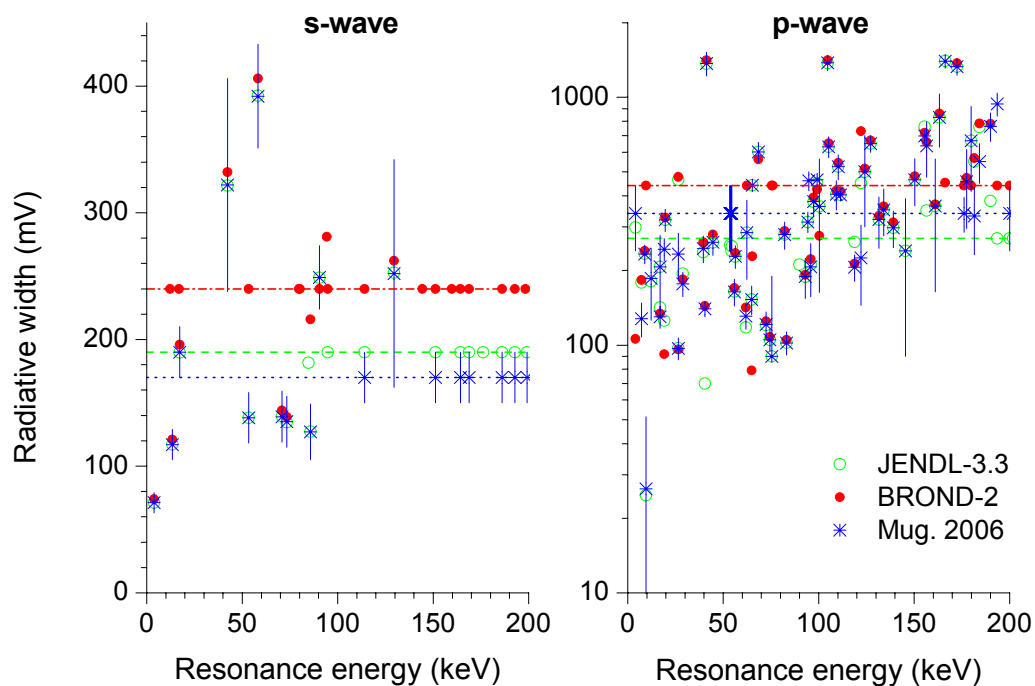 s-wave
p-wave
Radiative width (mV)
400
300
200
100
0
0
50
100
150
200
Resonance energy (keV)
1000
100
10
0
50
100
150
200
Resonance energy (keV)
JENDL-3.3
BROND-2
Mug. 2006